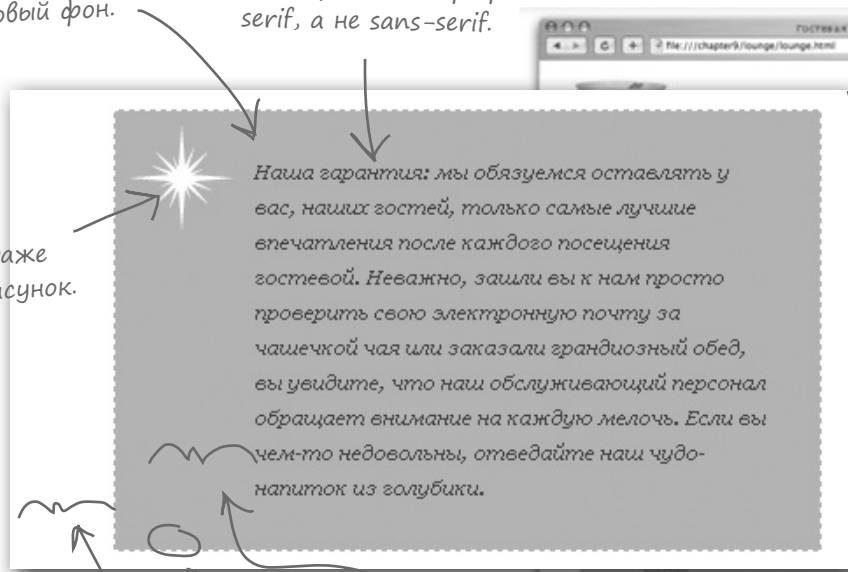 фон.
serif, а не sans-serif.
file:///chapter9/lounge/lounge.html
Наша гарантия: мы обязуемся оставлять у
вас, наших гостей, только самые лучшие
впечатления после каждого посещения
гостевой. Неважно, зашли вы к нам просто
проверить свою электронную почту за
чашечкой чая или заказали грандиозный обед,
вы увидите, что наш обслуживающий персонал
обращает внимание на каждую мелочь. Если вы
чем-то недовольны, отведайте наш чудо-
напиток из голубики.